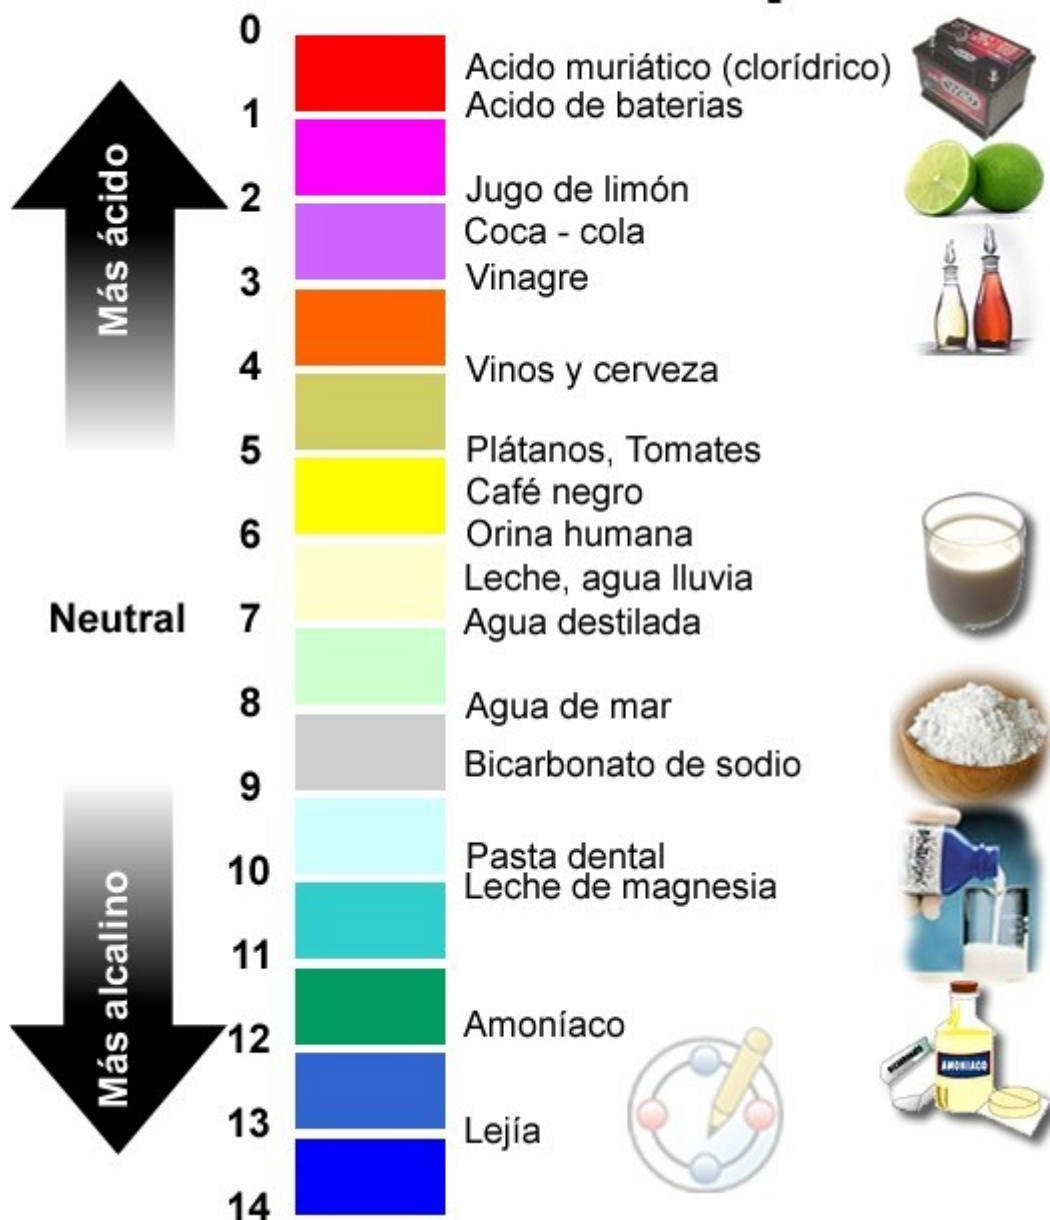 0
Acido muriático (clorídrico)
1
Acido de baterias
2
Jugo de limón
Coca - cola
3
Vinagre
Más ácido
4
Vinos y cerveza
5
Plátanos, Tomates
Café negro
6
Orina humana
Leche, agua lluvia
Neutral
7
Agua destilada
8
Agua de mar
Bicarbonato de sodio
9
10
Pasta dental
Leche de magnesia
11
Más alcalino
12
Amoníaco
AMONIACO
13
Lejía
14